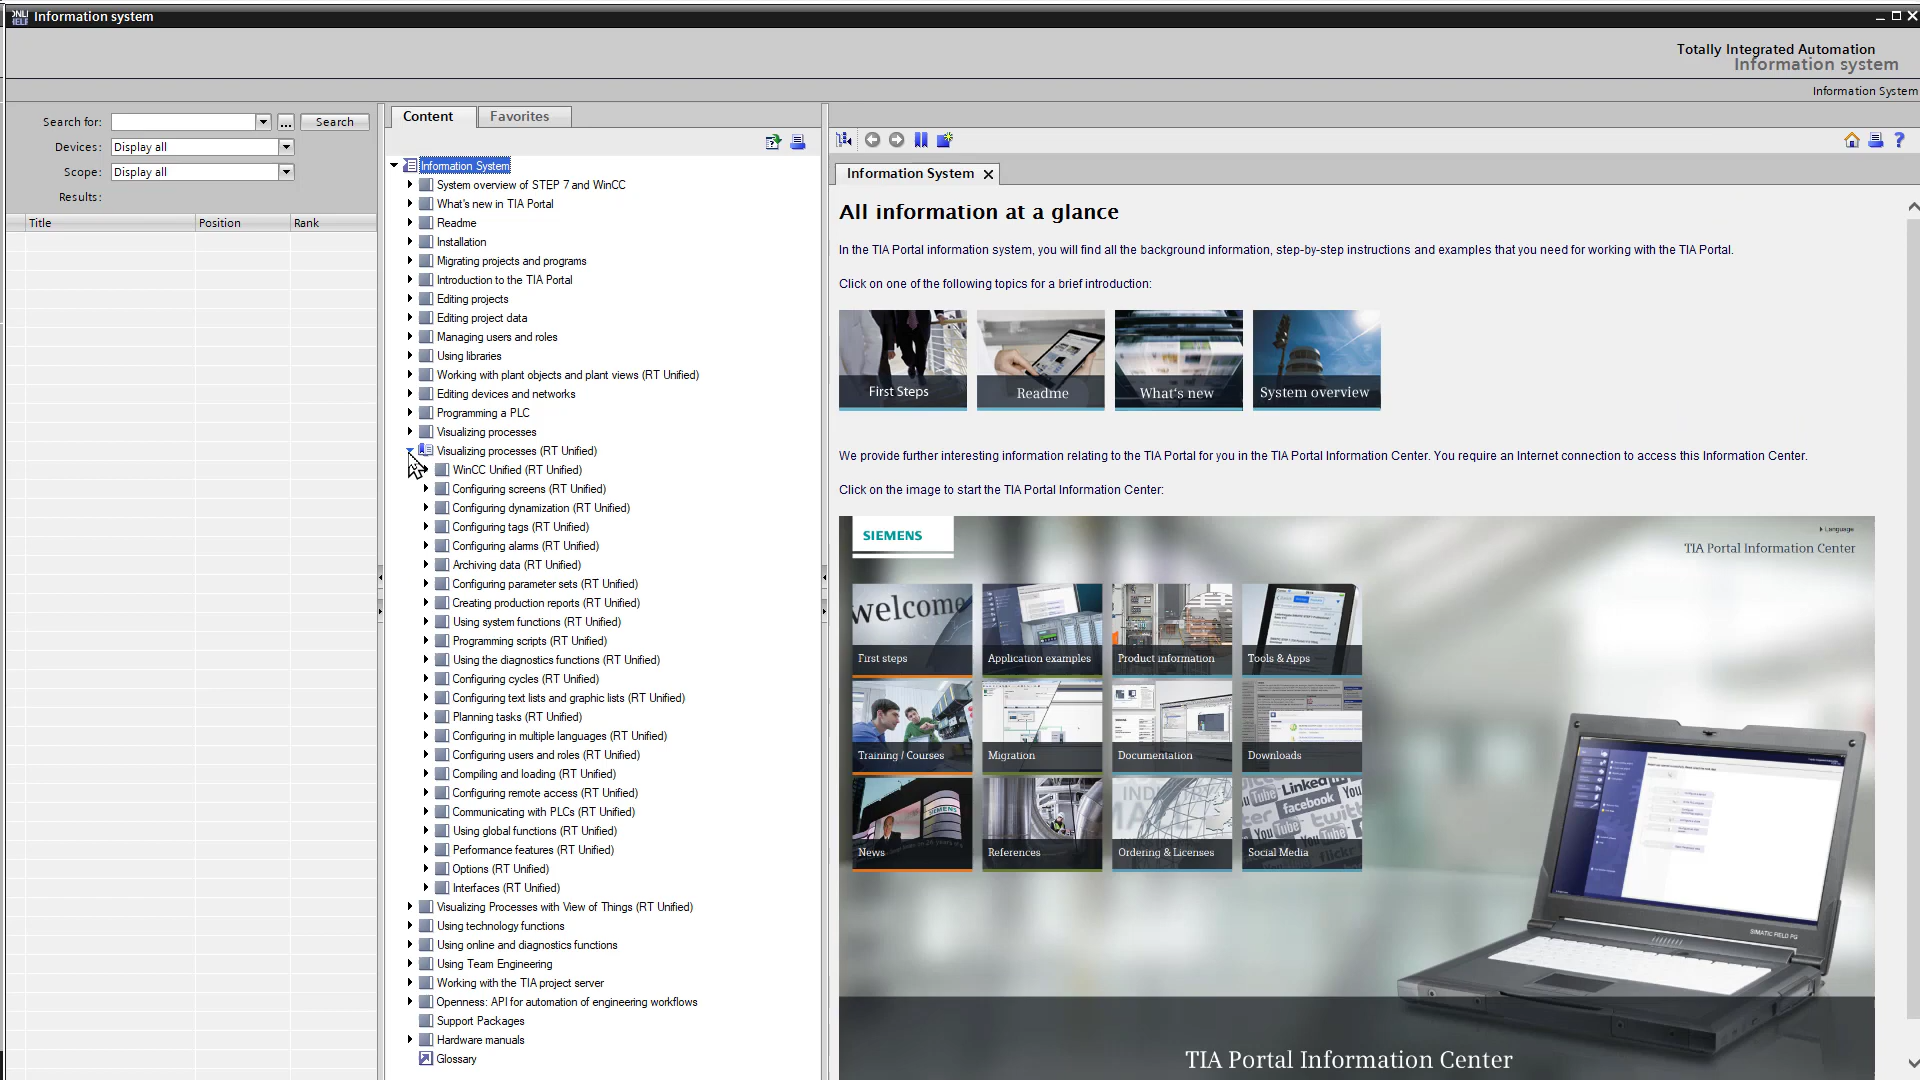 Information system
Totally Integrated Automation
Information system
Information System
Search for:
...
Search
Devices:
Display all
Scope:
Display all
Results:
Title
Position
Rank
Content
Favorites
Information System
System overview of STEP 7 and WinCC
What's new in TIA Portal
Readme
Installation
Migrating projects and programs
Introduction to the TIA Portal
Editing projects
Editing project data
Managing users and roles
Using libraries
Working with plant objects and plant views (RT Unified)
Editing devices and networks
Programming a PLC
Visualizing processes
Visualizing processes (RT Unified)
WinCC Unified (RT Unified)
Configuring screens (RT Unified)
Configuring dynamization (RT Unified)
Configuring tags (RT Unified)
Configuring alarms (RT Unified)
Archiving data (RT Unified)
Configuring parameter sets (RT Unified)
Creating production reports (RT Unified)
Using system functions (RT Unified)
Programming scripts (RT Unified)
Using the diagnostics functions (RT Unified)
Configuring cycles (RT Unified)
Configuring text lists and graphic lists (RT Unified)
Planning tasks (RT Unified)
Configuring in multiple languages (RT Unified)
Configuring users and roles (RT Unified)
Compiling and loading (RT Unified)
Configuring remote access (RT Unified)
Communicating with PLCs (RT Unified)
Using global functions (RT Unified)
Performance features (RT Unified)
Options (RT Unified)
Interfaces (RT Unified)
Visualizing Processes with View of Things (RT Unified)
Using technology functions
Using online and diagnostics functions
Using Team Engineering
Working with the TIA project server
Openness: API for automation of engineering workflows
Support Packages
Hardware manuals
Glossary
Information System
All information at a glance
In the TIA Portal information system, you will find all the background information, step-by-step instructions and examples that you need for working with the TIA Portal.
Click on one of the following topics for a brief introduction:
First Steps
Readme
What's new
System overview
We provide further interesting information relating to the TIA Portal for you in the TIA Portal Information Center. You require an Internet connection to access this Information Center.
Click on the image to start the TIA Portal Information Center:
SIEMENS
Language
TIA Portal Information Center
welcome
First steps
Application examples
Product information
Tools & Apps
Training / Courses
Migration
Documentation
Downloads
SIEMENS
News
References
Ordering & Licenses
LinkedIn
You Tube
facebook
twitter
flickr
Social Media
SIMATIC FIELD PG
TIA Portal Information Center